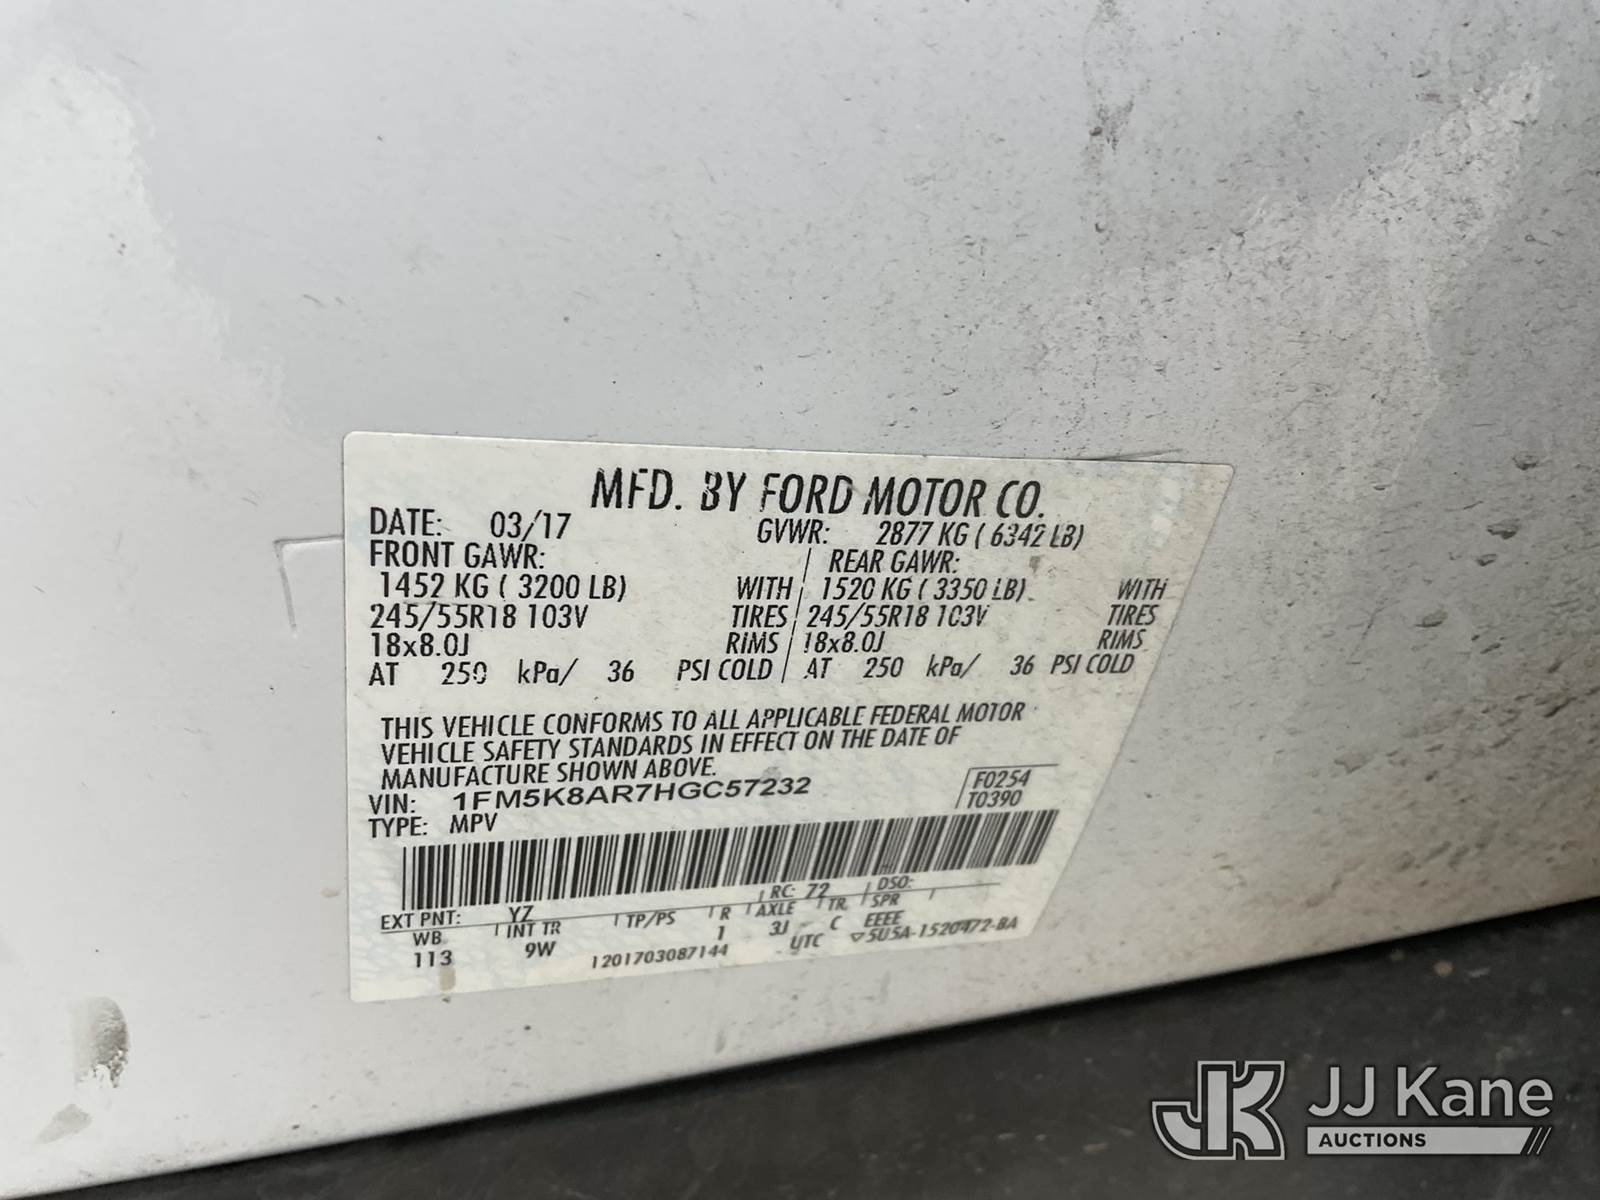 MFD. BY FORD MOTOR CO.
DATE: 03/17 GVWR: 2877 KG ( 6342 LB)
FRONT GAWR: REAR GAWR:
1452 KG ( 3200 LB) WITH 1520 KG ( 3350 LB) WITH
245/55R18 103V TIRES 245/55R18 103V TIRES
18x8.0J RIMS 18x8.0J RIMS
AT 250 kPa/ 36 PSI COLD AT 250 kPa/ 36 PSI COLD
THIS VEHICLE CONFORMS TO ALL APPLICABLE FEDERAL MOTOR
VEHICLE SAFETY STANDARDS IN EFFECT ON THE DATE OF
MANUFACTURE SHOWN ABOVE.
VIN: 1FM5K8AR7HGC57232 F0254
TYPE: MPV T0390
EXT PNT: YZ RC: 72 DSO:
WB INT TR TP/PS R AXLE TR SPR
113 9W 1 3J C EEEE
1201703087144 UTC 5U5A-1520472-BA
JK JJ Kane
AUCTIONS